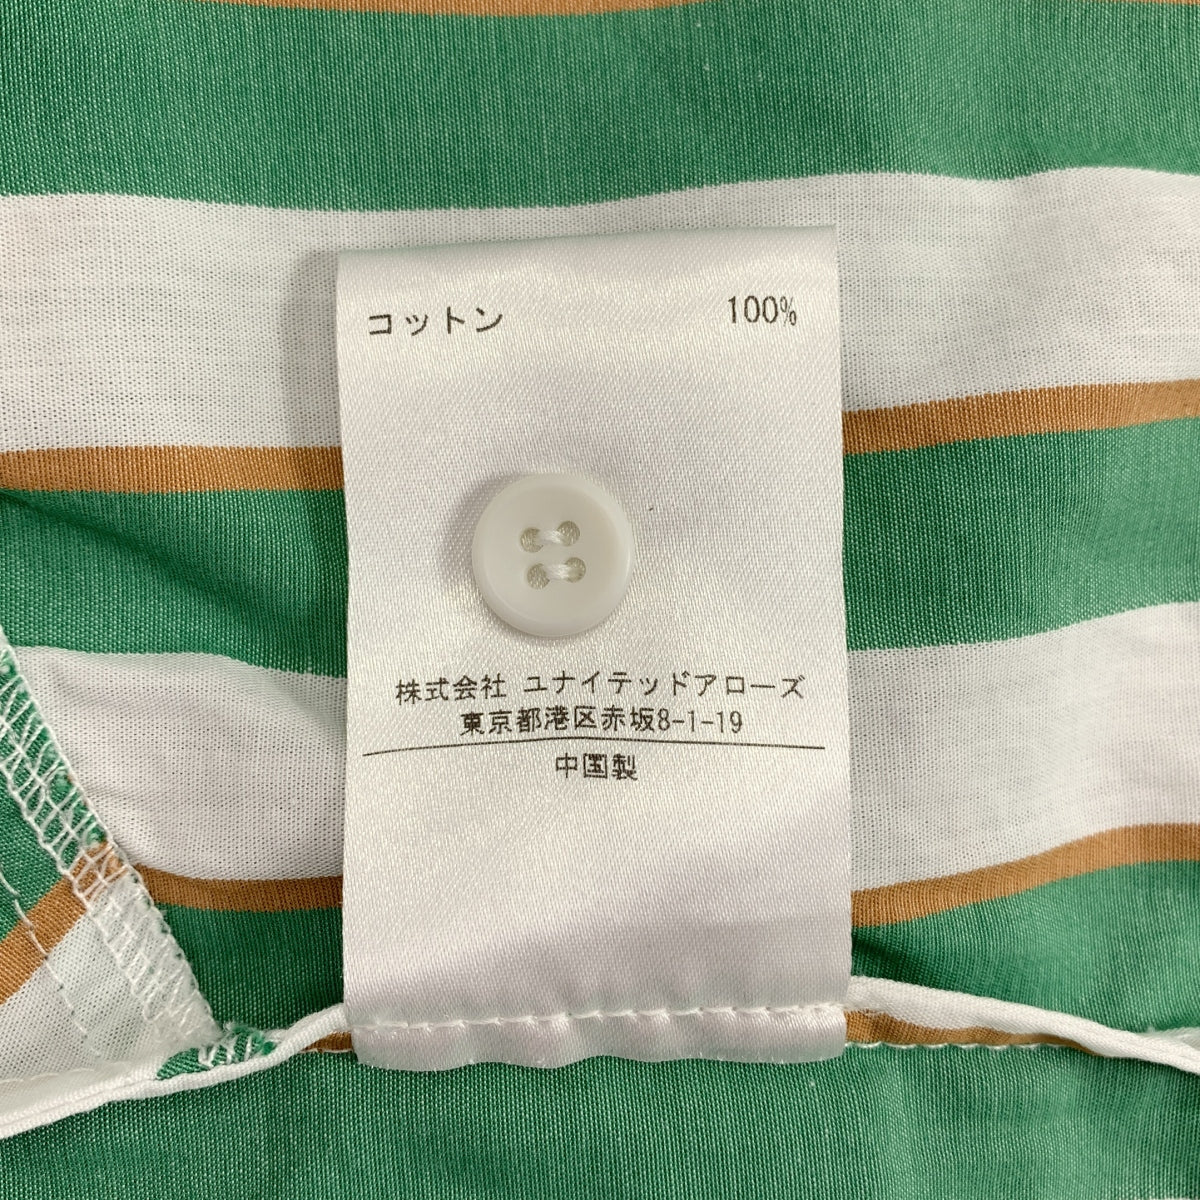 コットン 100%
株式会社 ユナイテッドアローズ
東京都港区赤坂8-1-19
中国製